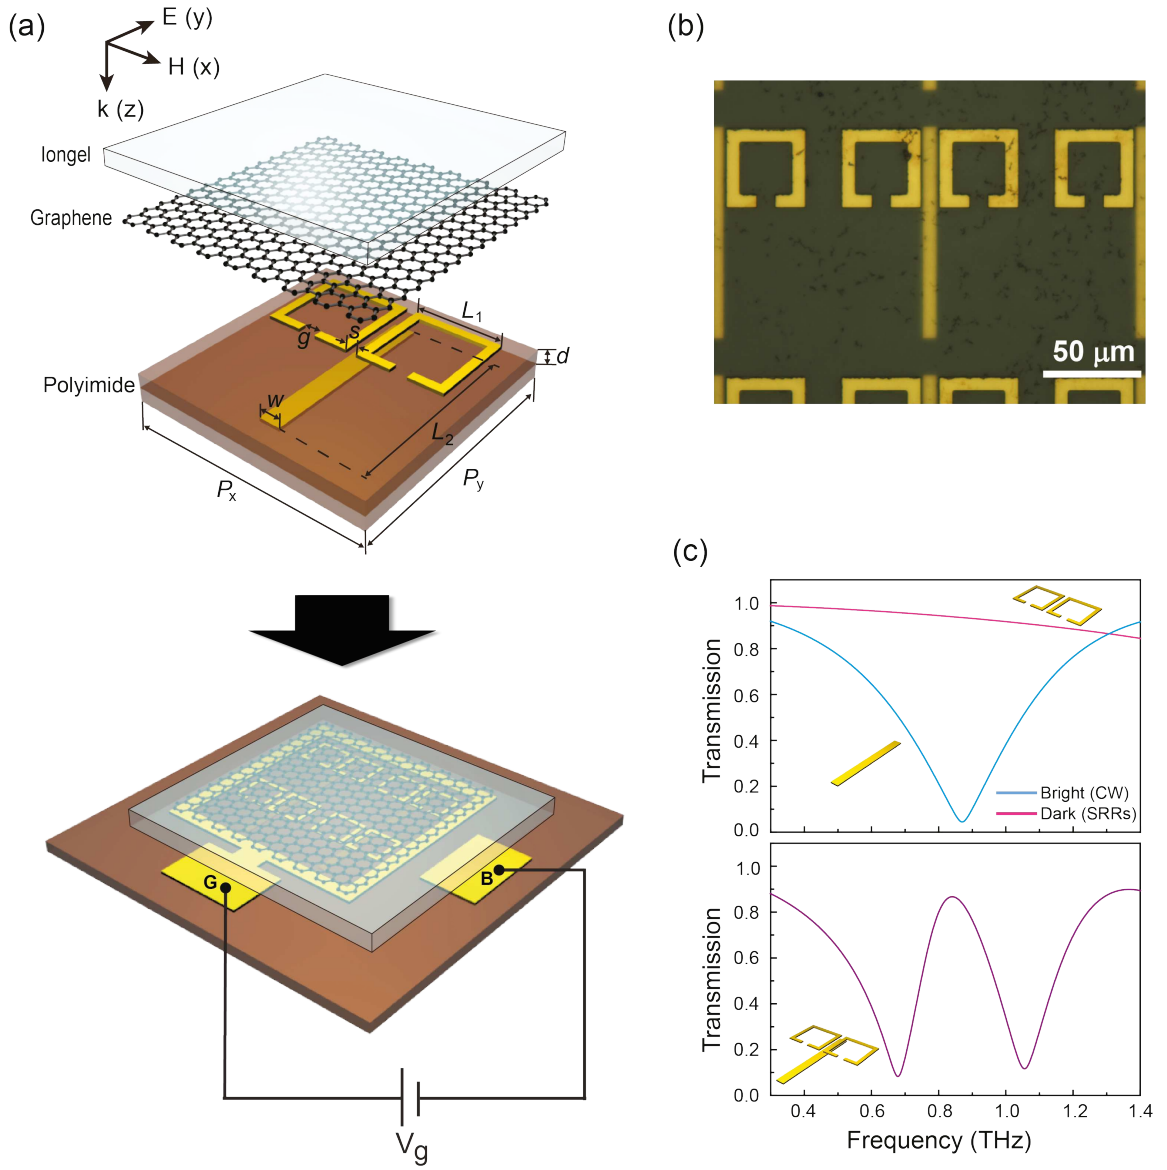 (a)
E (y)
H (x)
k (z)
Iongel
Graphene
Polyimide
L1
g
s
d
w
L2
Px
Py
G
B
Vg
(b)
50 μm
(c)
Transmission
1.0
0.8
0.6
0.4
0.2
0.0
Bright (CW)
Dark (SRRs)
Transmission
0.8
0.6
0.4
0.2
0.0
0.4 0.6 0.8 1.0 1.2 1.4
Frequency (THz)